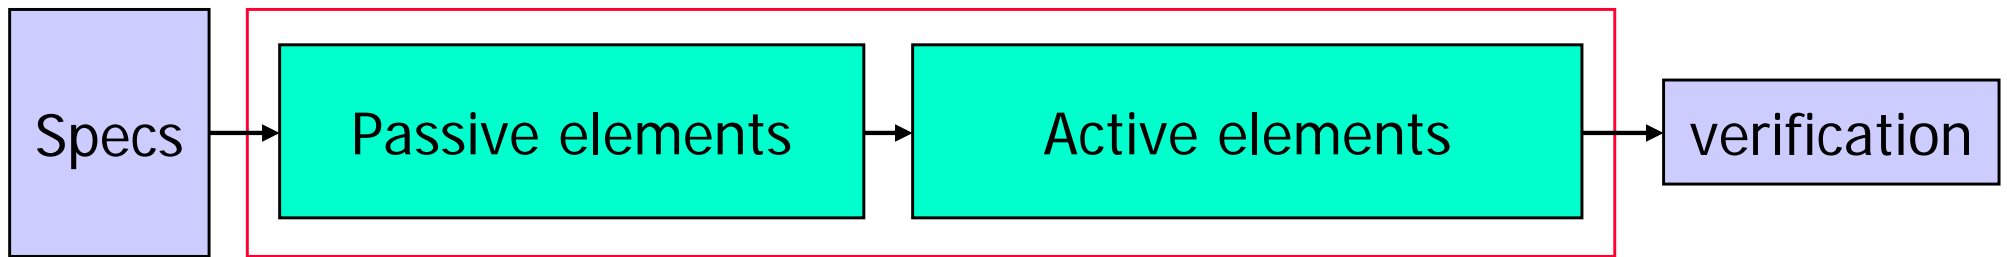 Specs
Passive elements
Active elements
verification